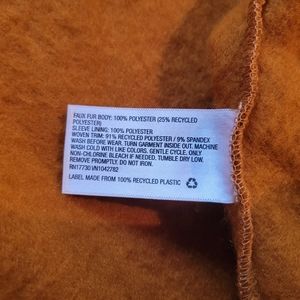 FAUX FUR BODY: 100% POLYESTER (25% RECYCLED
POLYESTER)
SLEEVE LINING: 100% POLYESTER
WOVEN TRIM: 91% RECYCLED POLYESTER / 9% SPANDEX
WASH BEFORE WEAR. TURN GARMENT INSIDE OUT. MACHINE
WASH COLD WITH LIKE COLORS. GENTLE CYCLE. ONLY
NON-CHLORINE BLEACH IF NEEDED. TUMBLE DRY LOW.
REMOVE PROMPTLY. DO NOT IRON.
RN17730 VN1042782
LABEL MADE FROM 100% RECYCLED PLASTIC